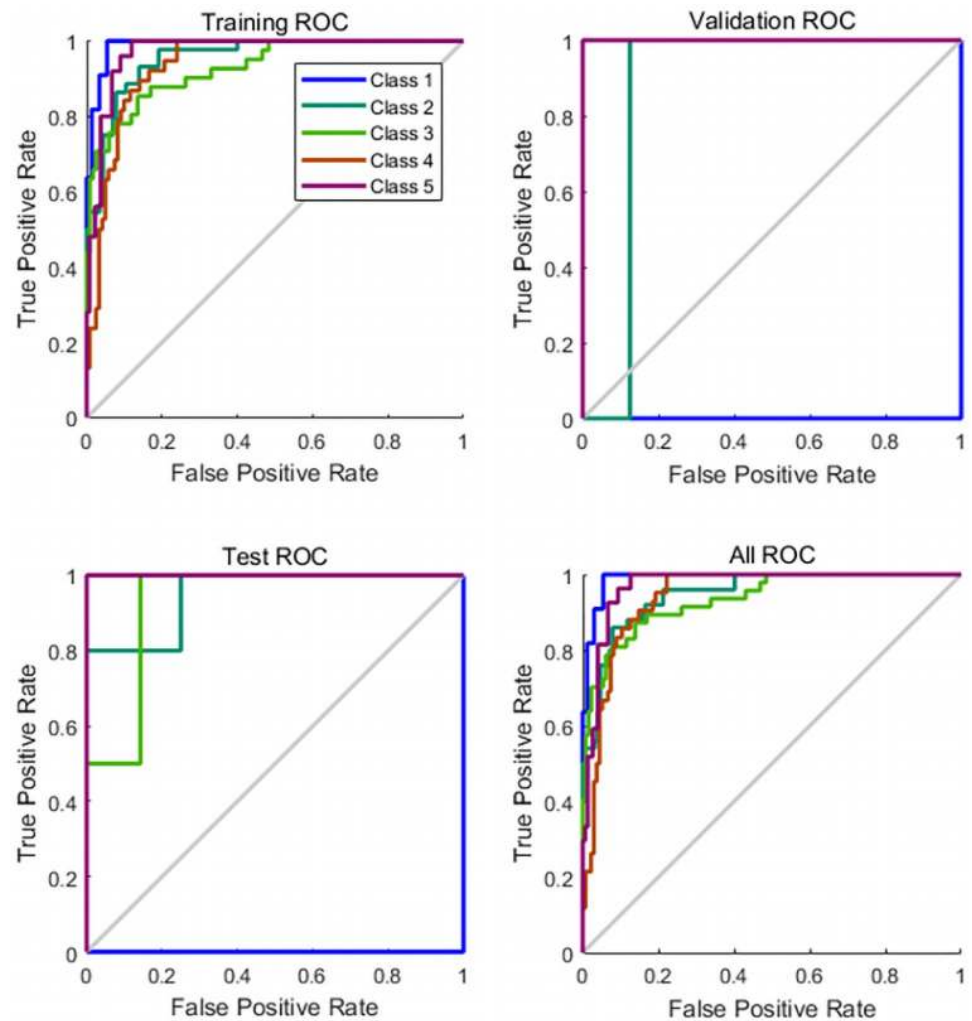 Training ROC
1
0.8
0.6
0.4
0.2
0
True Positive Rate
Class 1
Class 2
Class 3
Class 4
Class 5
0 0.2 0.4 0.6 0.8 1
False Positive Rate
Validation ROC
1
0.8
0.6
0.4
0.2
0
True Positive Rate
0 0.2 0.4 0.6 0.8 1
False Positive Rate
Test ROC
1
0.8
0.6
0.4
0.2
0
True Positive Rate
0 0.2 0.4 0.6 0.8 1
False Positive Rate
All ROC
1
0.8
0.6
0.4
0.2
0
True Positive Rate
0 0.2 0.4 0.6 0.8 1
False Positive Rate